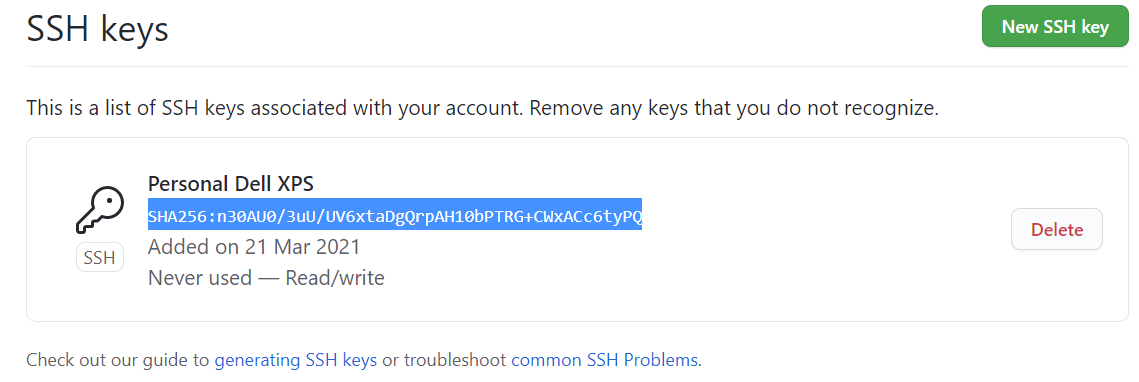 SSH keys
New SSH key
This is a list of SSH keys associated with your account. Remove any keys that you do not recognize.
Personal Dell XPS
SHA256:n30AU0/3uU/UV6xtaDgQrpAH10bPTRG+CWxACc6tyPQ
Added on 21 Mar 2021
Never used — Read/write
SSH
Delete
Check out our guide to generating SSH keys or troubleshoot common SSH Problems.